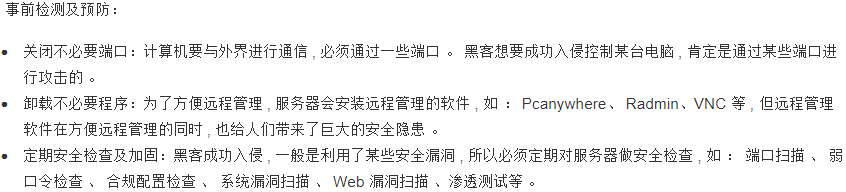 事前检测及预防：
• 关闭不必要端口：计算机要与外界进行通信 , 必须通过一些端口 。 黑客想要成功入侵控制某台电脑 , 肯定是通过某些端口进
行攻击的 。
• 卸载不必要程序：为了方便远程管理 , 服务器会安装远程管理的软件 , 如 ： Pcanywhere、 Radmin、VNC 等 , 但远程管理
软件在方便远程管理的同时 , 也给人们带来了巨大的安全隐患 。
• 定期安全检查及加固：黑客成功入侵 , 一般是利用了某些安全漏洞 , 所以必须定期对服务器做安全检查 , 如 ： 端口扫描 、 弱
口令检查 、 合规配置检查 、 系统漏洞扫描 、 Web 漏洞扫描 、渗透测试等 。